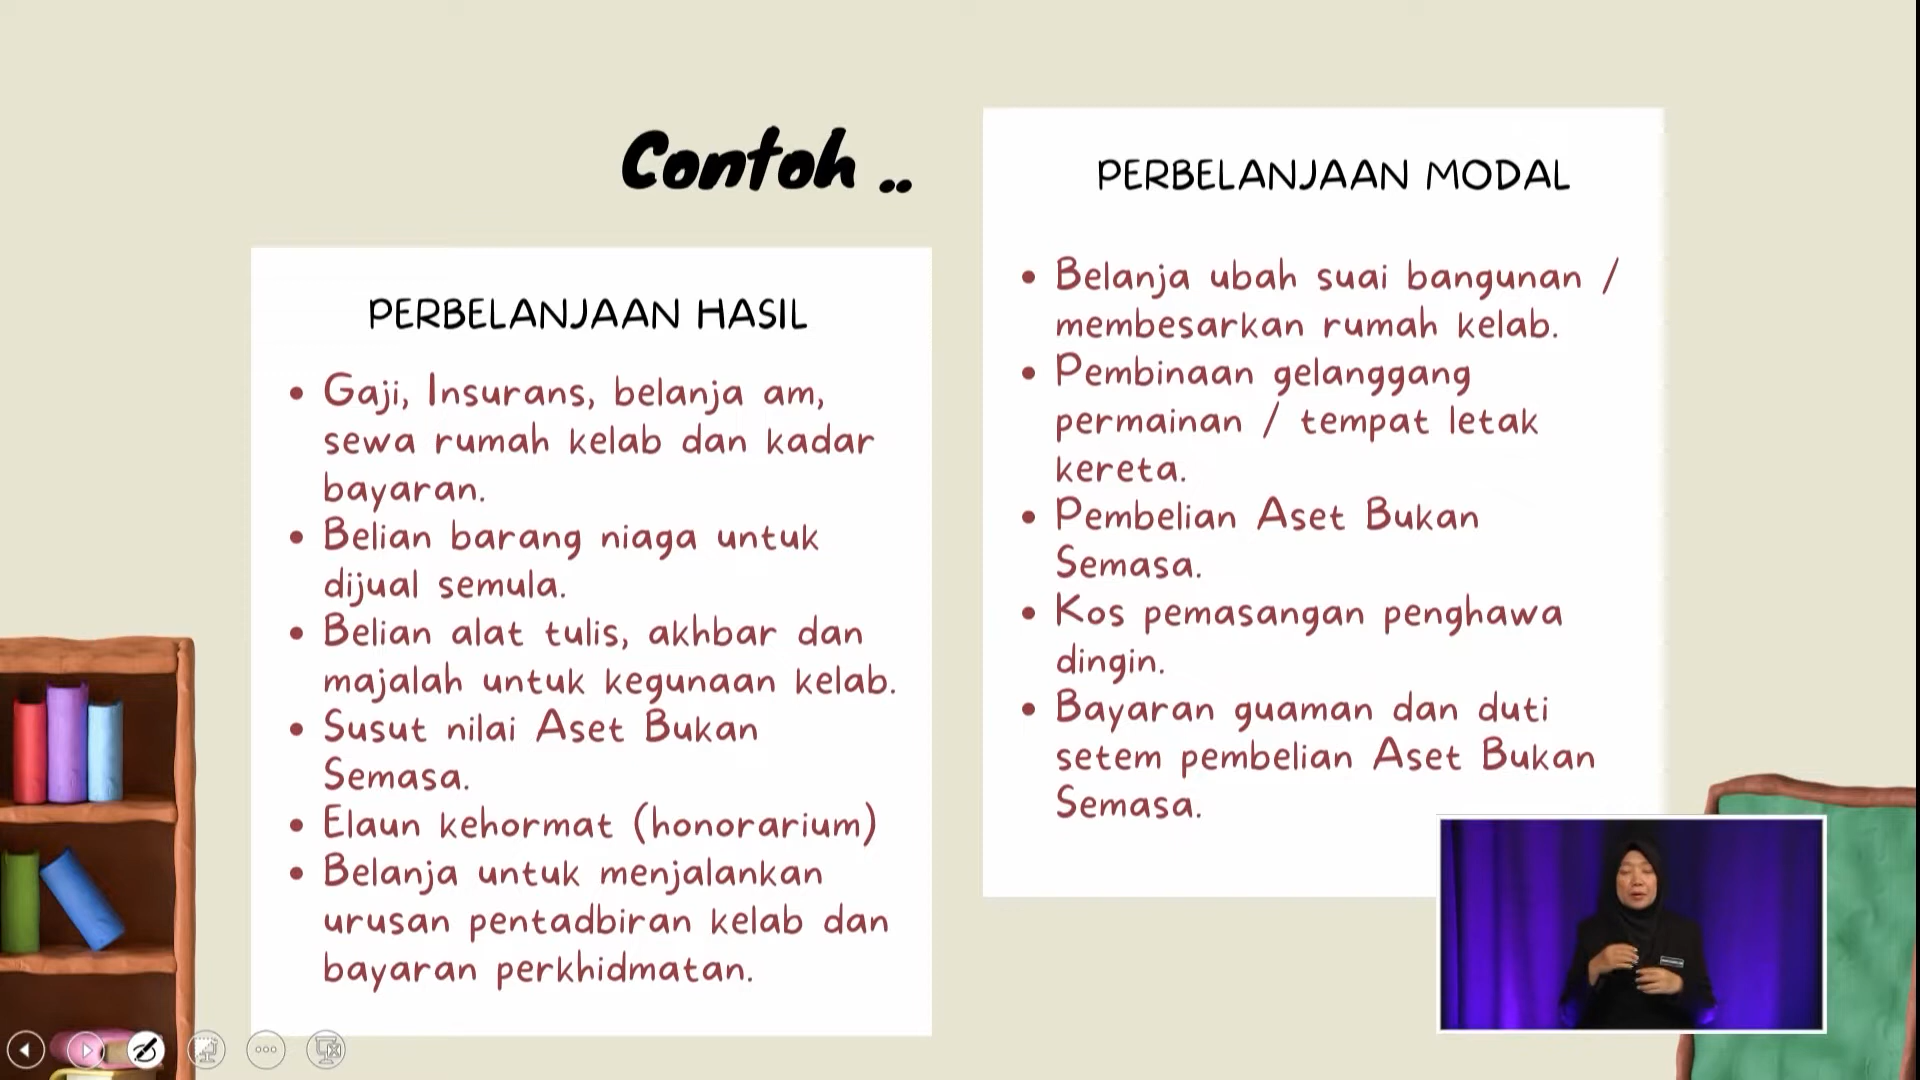 Contoh ..
PERBELANJAAN HASIL
• Gaji, Insurans, belanja am,
sewa rumah kelab dan kadar
bayaran.
• Belian barang niaga untuk
dijual semula.
• Belian alat tulis, akhbar dan
majalah untuk kegunaan kelab.
• Susut nilai Aset Bukan
Semasa.
• Elaun kehormat (honorarium)
• Belanja untuk menjalankan
urusan pentadbiran kelab dan
bayaran perkhidmatan.
PERBELANJAAN MODAL
• Belanja ubah suai bangunan /
membesarkan rumah kelab.
• Pembinaan gelanggang
permainan / tempat letak
kereta.
• Pembelian Aset Bukan
Semasa.
• Kos pemasangan penghawa
dingin.
• Bayaran guaman dan duti
setem pembelian Aset Bukan
Semasa.